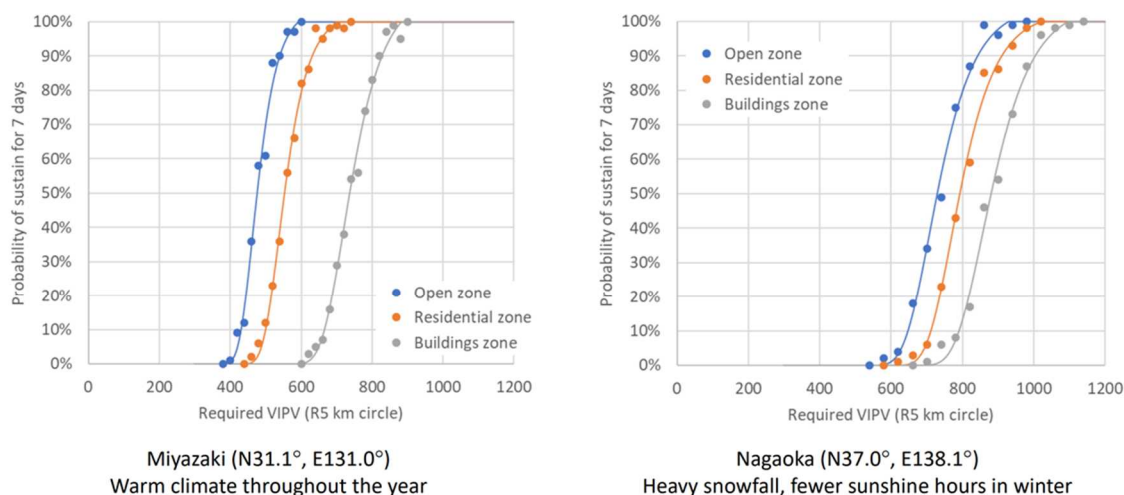 100%
90%
80%
70%
60%
50%
40%
30%
20%
10%
0%
Probability of sustain for 7 days
Open zone
Residential zone
Buildings zone
0 200 400 600 800 1000 1200
Required VIPV (R5 km circle)
Miyazaki (N31.1°, E131.0°)
Warm climate throughout the year
100%
90%
80%
70%
60%
50%
40%
30%
20%
10%
0%
Probability of sustain for 7 days
Open zone
Residential zone
Buildings zone
0 200 400 600 800 1000 1200
Required VIPV (R5 km circle)
Nagaoka (N37.0°, E138.1°)
Heavy snowfall, fewer sunshine hours in winter